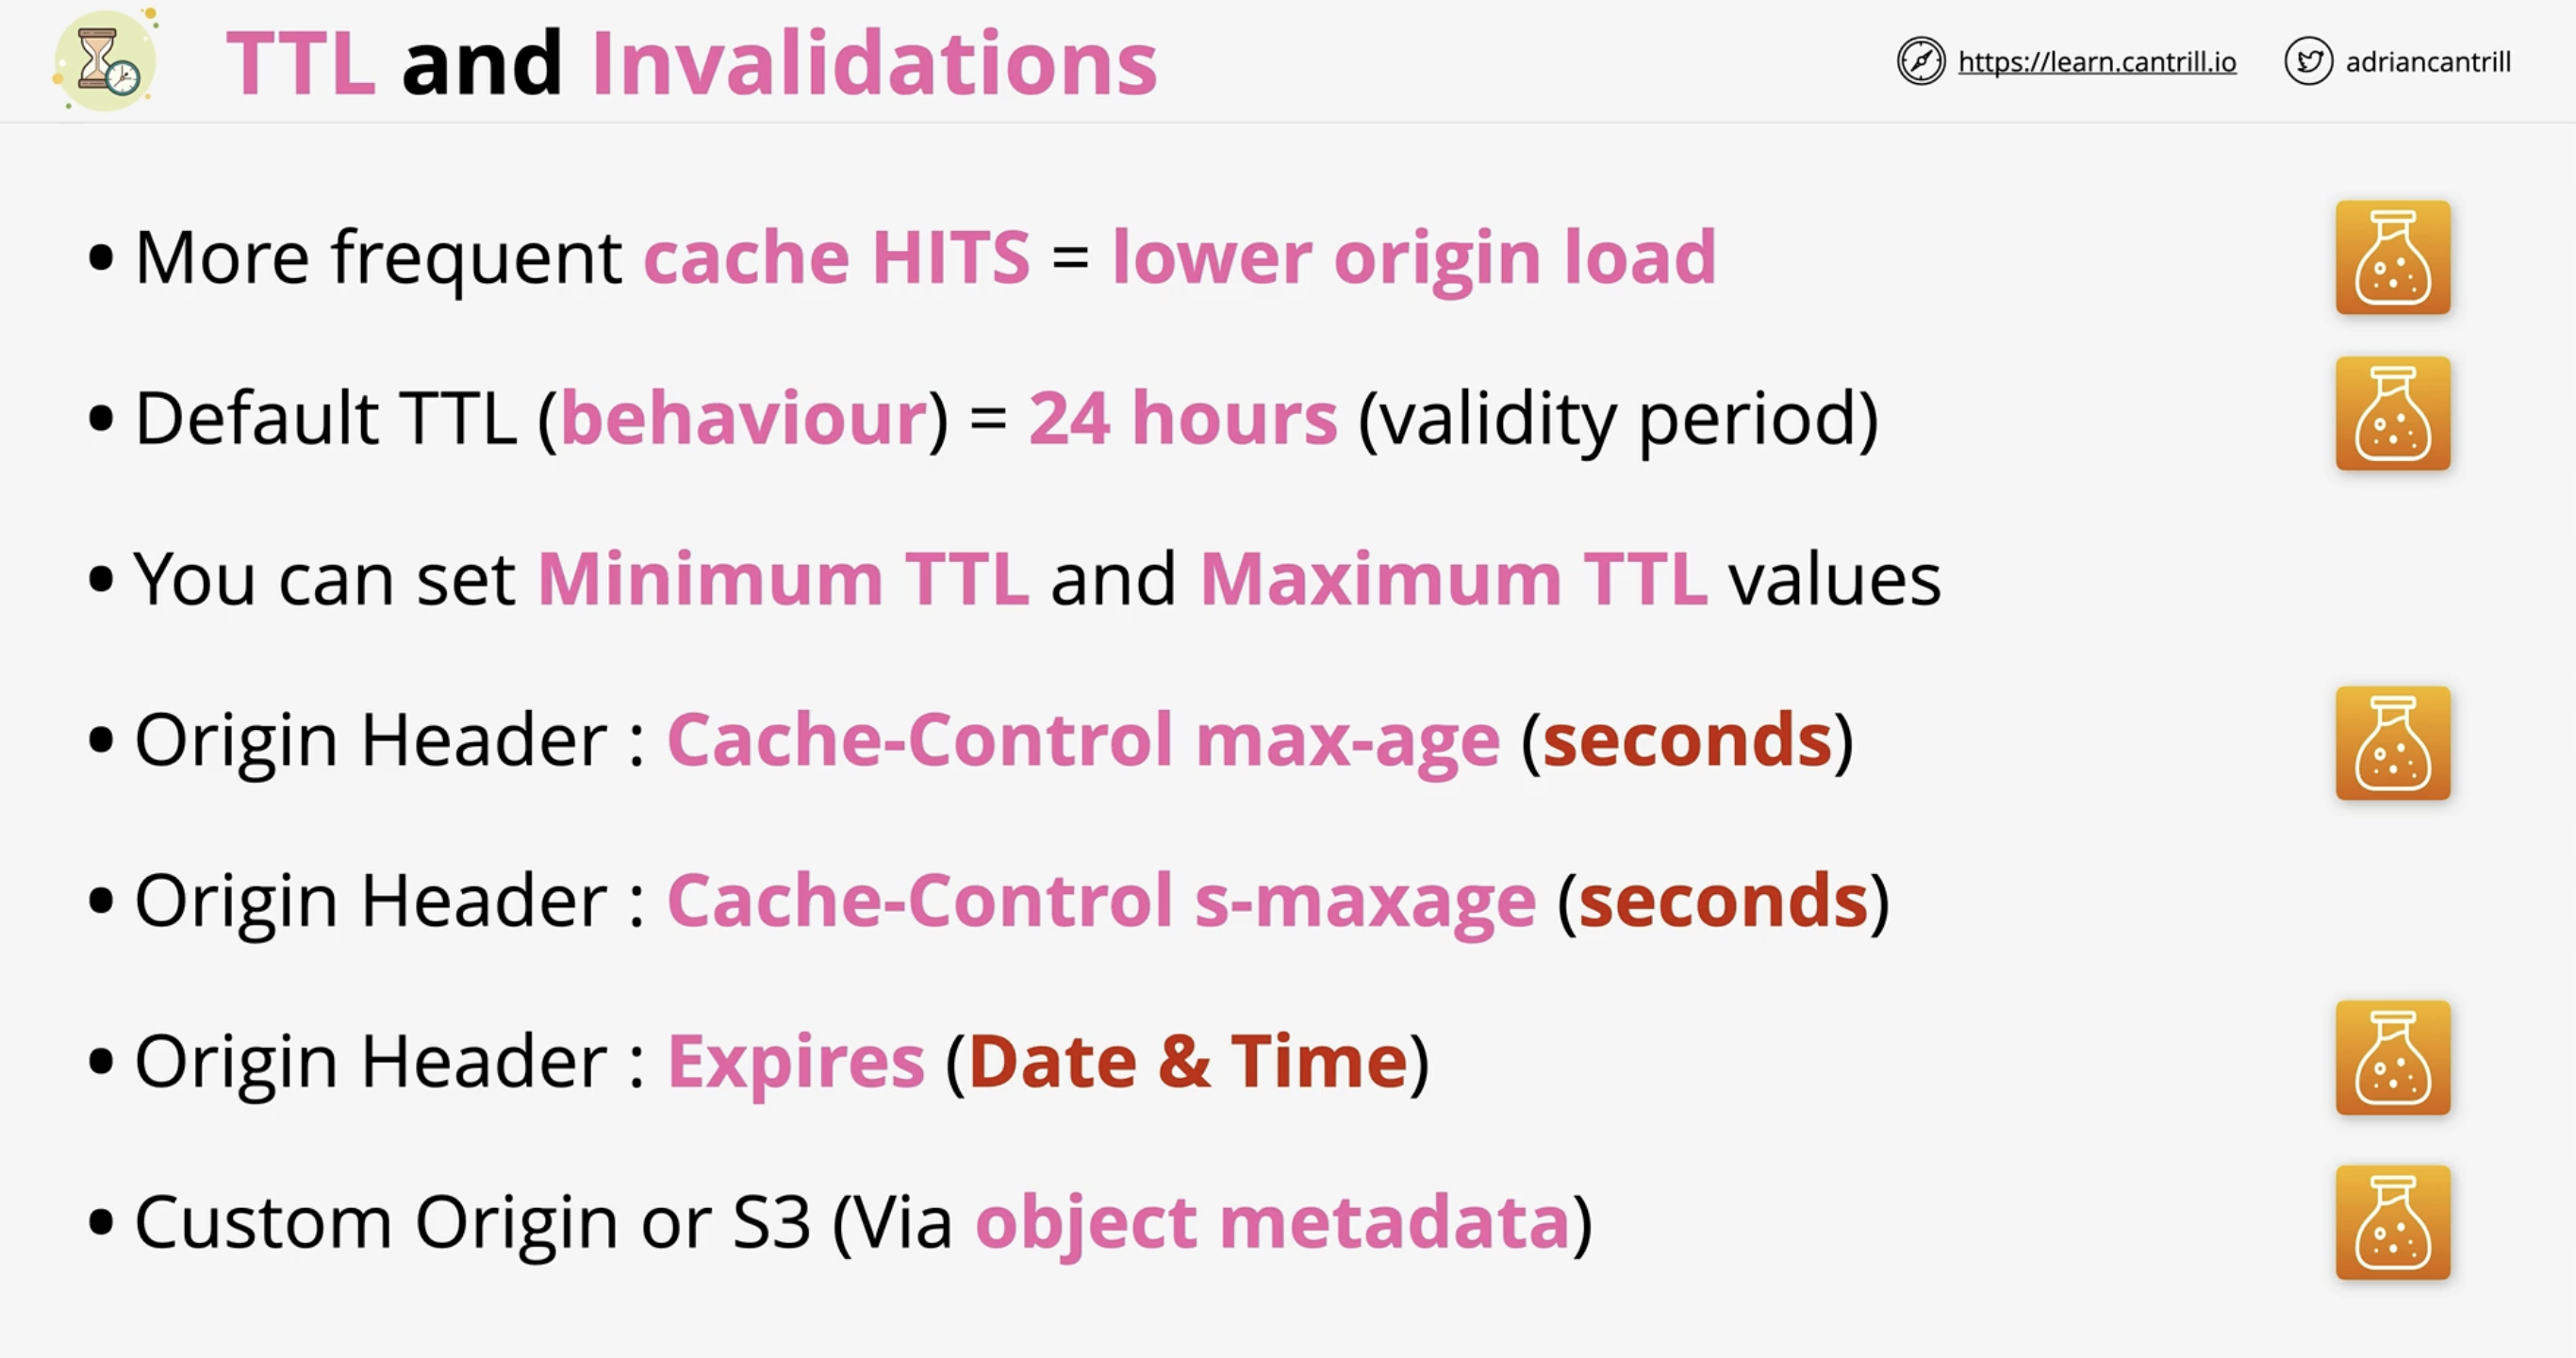 TTL and Invalidations
https://learn.cantrill.io
adriancantrill
• More frequent cache HITS = lower origin load
• Default TTL (behaviour) = 24 hours (validity period)
• You can set Minimum TTL and Maximum TTL values
• Origin Header : Cache-Control max-age (seconds)
• Origin Header : Cache-Control s-maxage (seconds)
• Origin Header : Expires (Date & Time)
• Custom Origin or S3 (Via object metadata)